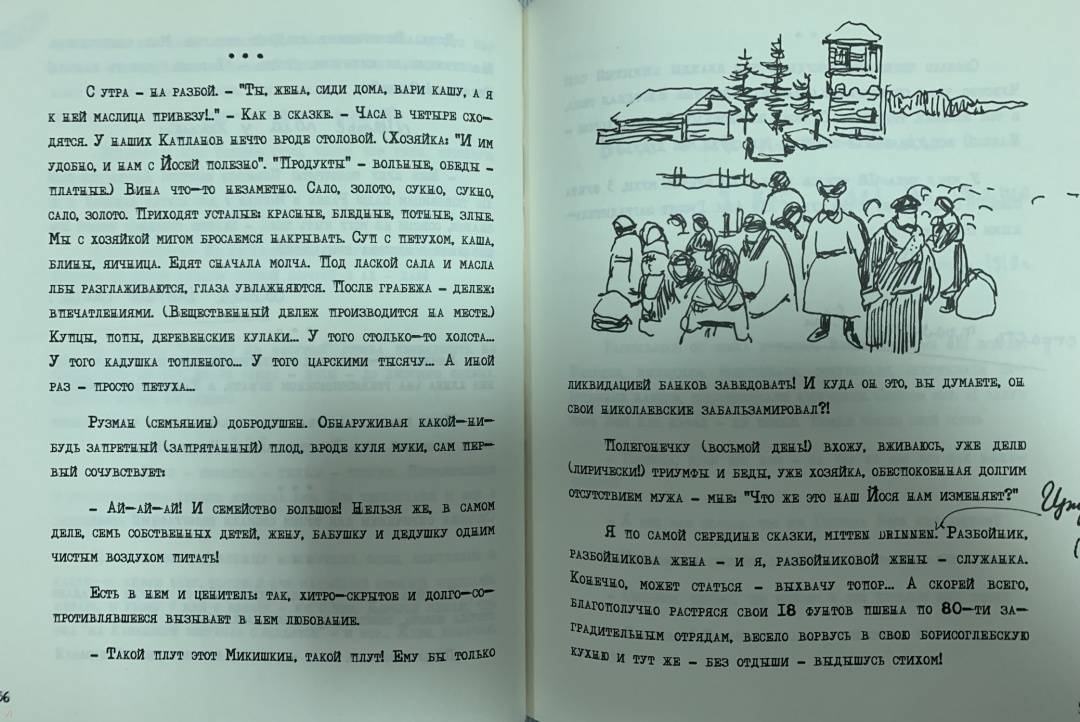 • • •
С УТРА – НА РАЗБОЙ. – "ТЫ, ЖЕНА, СИДИ ДОМА, ВАРИ КАШУ, А Я
К НЕЙ МАСЛИЦА ПРИВЕЗУ!.." – КАК В СКАЗКЕ. – ЧАСА В ЧЕТЫРЕ СХО-
ДЯТСЯ. У НАШИХ КАПЛАНОВ НЕЧТО ВРОДЕ СТОЛОВОЙ. (ХОЗЯЙКА: "И ИМ
УДОБНО, И НАМ С ЙОСЕЙ ПОЛЕЗНО". "ПРОДУКТЫ" – ВОЛЬНЫЕ, ОБЕДЫ –
ПЛАТНЫЕ.) ВИНА ЧТО-ТО НЕЗАМЕТНО. САЛО, ЗОЛОТО, СУКНО, СУКНО,
САЛО, ЗОЛОТО. ПРИХОДЯТ УСТАЛЫЕ: КРАСНЫЕ, БЛЕДНЫЕ, ПОТНЫЕ, ЗЛЫЕ.
МЫ С ХОЗЯЙКОЙ МИГОМ БРОСАЕМСЯ НАКРЫВАТЬ. СУП С ПЕТУХОМ, КАША,
БЛИНЫ, ЯИЧНИЦА. ЕДЯТ СНАЧАЛА МОЛЧА. ПОД ЛАСКОЙ САЛА И МАСЛА
ЛБЫ РАЗГЛАЖИВАЮТСЯ, ГЛАЗА УВЛАЖНЯЮТСЯ. ПОСЛЕ ГРАБЕЖА – ДЕЛЕЖ:
ВПЕЧАТЛЕНИЯМИ. (ВЕЩЕСТВЕННЫЙ ДЕЛЕЖ ПРОИЗВОДИТСЯ НА МЕСТЕ.)
КУПЦЫ, ПОПЫ, ДЕРЕВЕНСКИЕ КУЛАКИ... У ТОГО СТОЛЬКО-ТО ХОЛСТА...
У ТОГО КАДУШКА ТОПЛЕНОГО... У ТОГО ЦАРСКИМИ ТЫСЯЧУ... А ИНОЙ
РАЗ – ПРОСТО ПЕТУХА...
РУЗМАН (СЕМЬЯНИН) ДОБРОДУШЕН. ОБНАРУЖИВАЯ КАКОЙ-НИ-
БУДЬ ЗАПРЕТНЫЙ (ЗАПРЯТАННЫЙ) ПЛОД, ВРОДЕ КУЛЯ МУКИ, САМ ПЕР-
ВЫЙ СОЧУВСТВУЕТ:
– АЙ-АЙ-АЙ! И СЕМЕЙСТВО БОЛЬШОЕ! НЕЛЬЗЯ ЖЕ, В САМОМ
ДЕЛЕ, СЕМЬ СОБСТВЕННЫХ ДЕТЕЙ, ЖЕНУ, БАБУШКУ И ДЕДУШКУ ОДНИМ
ЧИСТЫМ ВОЗДУХОМ ПИТАТЬ!
ЕСТЬ В НЕМ И ЦЕНИТЕЛЬ: ТАК, ХИТРО-СКРЫТОЕ И ДОЛГО-СО-
ПРОТИВЛЯВШЕЕСЯ ВЫЗЫВАЕТ В НЕМ ЛЮБОВАНИЕ.
– ТАКОЙ ПЛУТ ЭТОТ МИКИШКИН, ТАКОЙ ПЛУТ! ЕМУ БЫ ТОЛЬКО
ЛИКВИДАЦИЕЙ БАНКОВ ЗАВЕДОВАТЬ! И КУДА ОН ЭТО, ВЫ ДУМАЕТЕ, ОН
СВОИ НИКОЛАЕВСКИЕ ЗАБАЛЬЗАМИРОВАЛ?!
ПОЛЕГОНЕЧКУ (ВОСЬМОЙ ДЕНЬ!) ВХОЖУ, ВЖИВАЮСЬ, УЖЕ ДЕЛЮ
(ЛИРИЧЕСКИ!) ТРИУМФЫ И БЕДЫ, УЖЕ ХОЗЯЙКА, ОБЕСПОКОЕННАЯ ДОЛГИМ
ОТСУТСТВИЕМ МУЖА – МНЕ: "ЧТО ЖЕ ЭТО НАШ ЙОСЯ НАМ ИЗМЕНЯЕТ?"
Я ПО САМОЙ СЕРЕДИНЕ СКАЗКИ, MITTEN DRINNEN. РАЗБОЙНИК,
РАЗБОЙНИКОВА ЖЕНА – И Я, РАЗБОЙНИКОВОЙ ЖЕНЫ – СЛУЖАНКА.
КОНЕЧНО, МОЖЕТ СТАТЬСЯ – ВЫХВАЧУ ТОПОР... А СКОРЕЙ ВСЕГО,
БЛАГОПОЛУЧНО РАСТРЯСЯ СВОИ 18 ФУНТОВ ПШЕНА ПО 80-ТИ ЗА-
ГРАДИТЕЛЬНЫМ ОТРЯДАМ, ВЕСЕЛО ВОРВУСЬ В СВОЮ БОРИСОГЛЕБСКУЮ
КУХНЮ И ТУТ ЖЕ – БЕЗ ОТДЫШИ – ВЫДЫШУСЬ СТИХОМ!